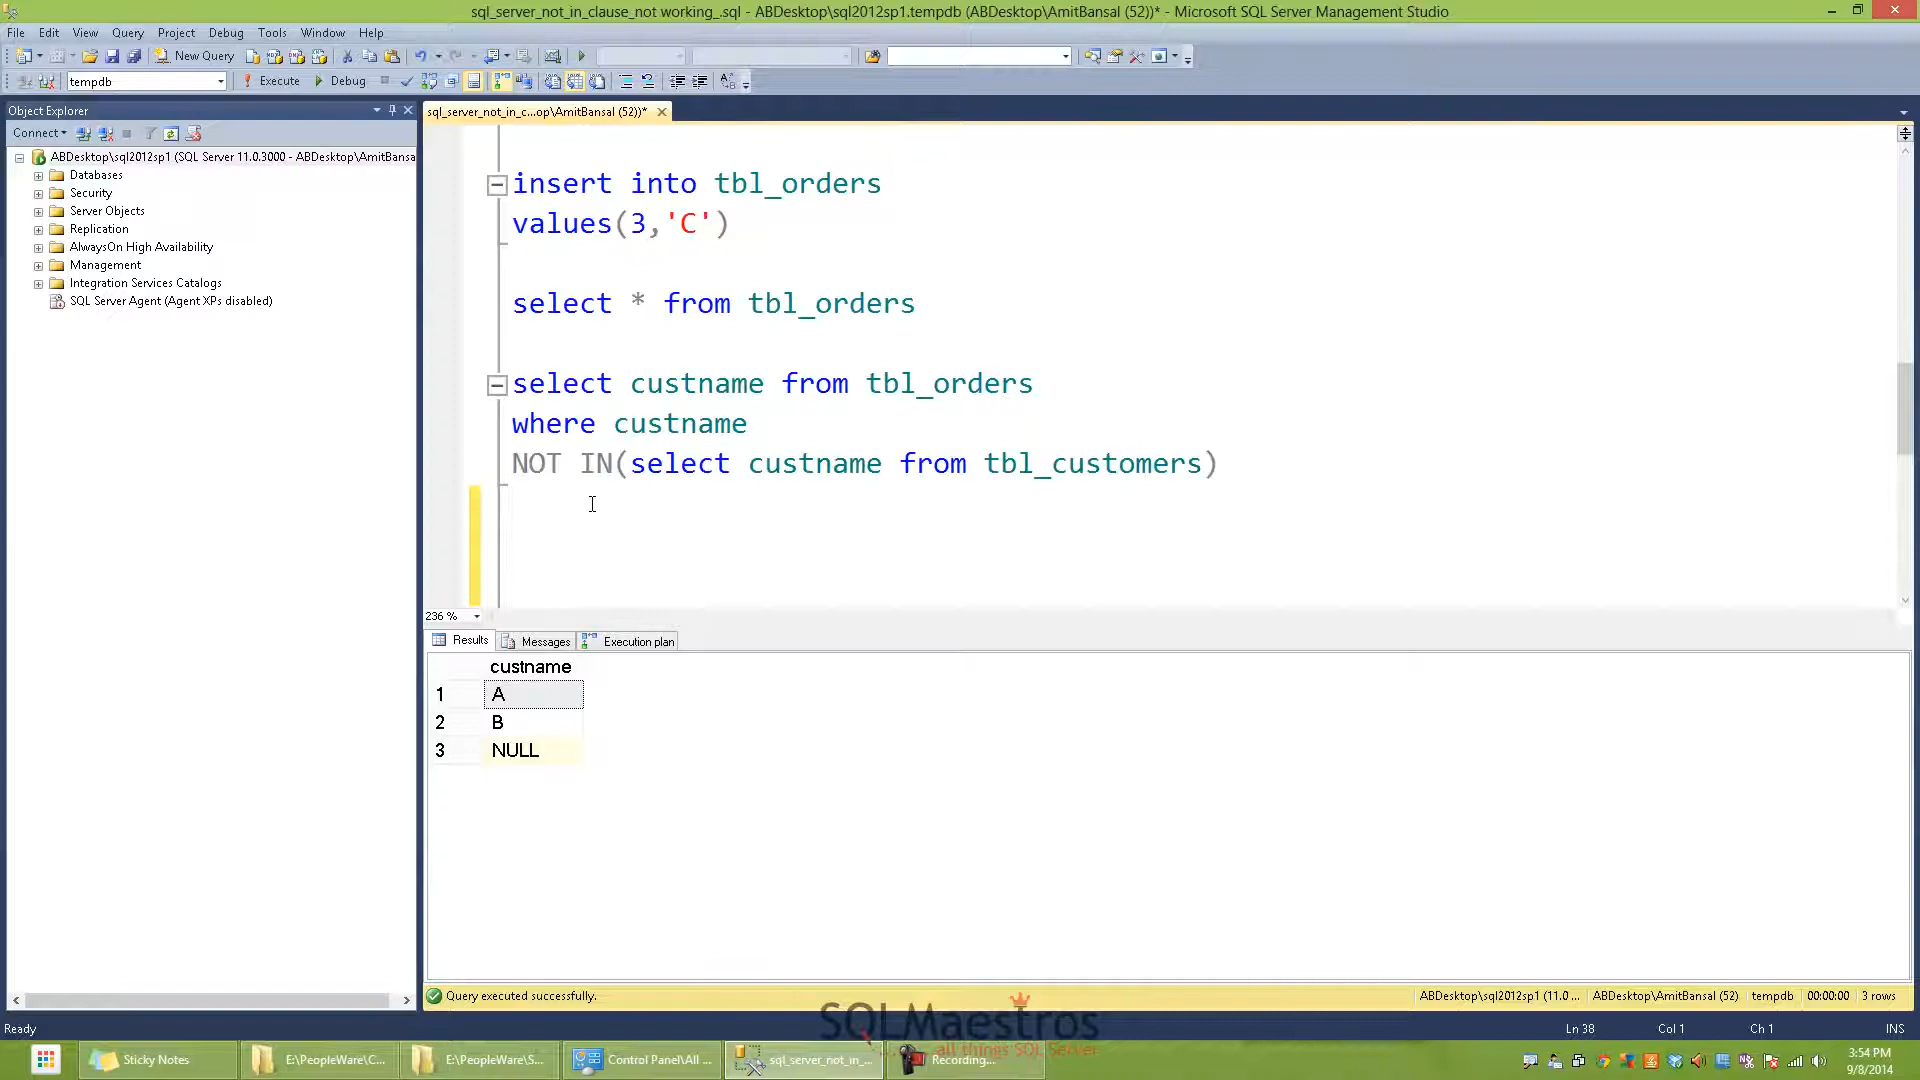 sql_server_not_in_clause_not working_.sql - ABDesktop\sql2012sp1.tempdb (ABDesktop\AmitBansal (52))* - Microsoft SQL Server Management Studio
File Edit View Query Project Debug Tools Window Help
New Query
tempdb Execute Debug
Object Explorer
sql_server_not_in_c...op\AmitBansal (52))*
Connect
ABDesktop\sql2012sp1 (SQL Server 11.0.3000 - ABDesktop\AmitBansa
Databases
Security
Server Objects
Replication
AlwaysOn High Availability
Management
Integration Services Catalogs
SQL Server Agent (Agent XPs disabled)
insert into tbl_orders
values(3,'C')
select * from tbl_orders
select custname from tbl_orders
where custname
NOT IN(select custname from tbl_customers)
236 %
Results Messages Execution plan
custname
1 A
2 B
3 NULL
Query executed successfully.
ABDesktop\sql2012sp1 (11.0 ... ABDesktop\AmitBansal (52) tempdb 00:00:00 3 rows
SQLMaestros
all things SQL Server
Ready Ln 38 Col 1 Ch 1 INS
Sticky Notes E:\PeopleWare\C... E:\PeopleWare\S... Control Panel\All ... sql_server_not_in_... Recording...
3:54 PM
9/8/2014